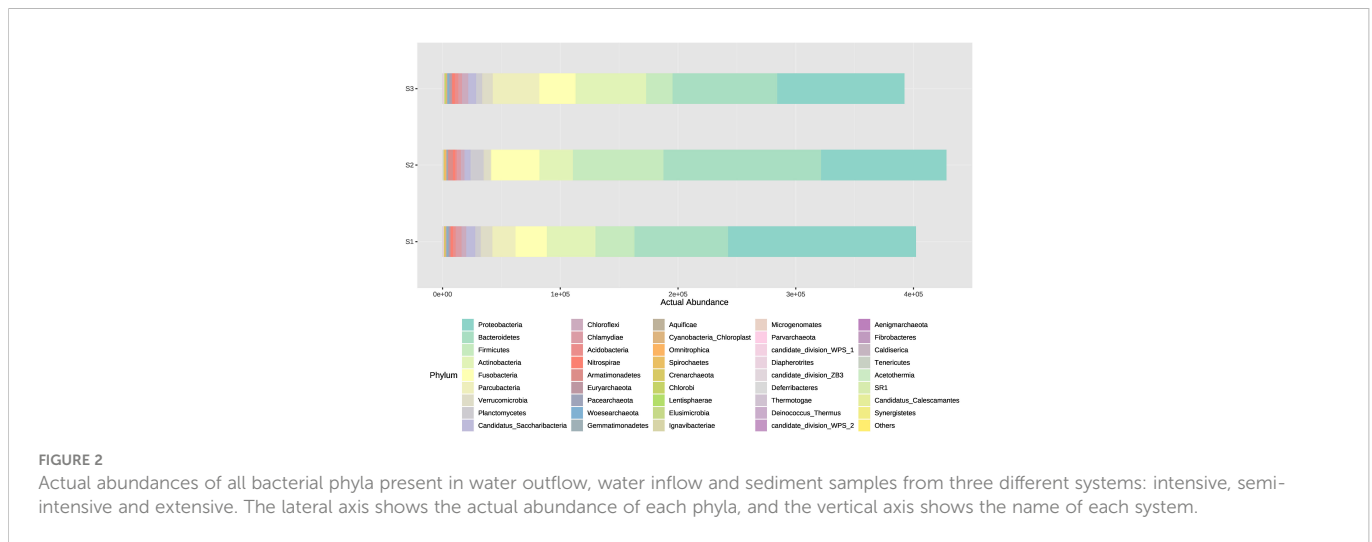 S3
S2
S1
0e+00 1e+05 2e+05 3e+05 4e+05
Actual Abundance
Phylum
Proteobacteria
Bacteroidetes
Firmicutes
Actinobacteria
Fusobacteria
Parcubacteria
Verrucomicrobia
Planctomycetes
Candidatus_Saccharibacteria
Chloroflexi
Chlamydiae
Acidobacteria
Nitrospirae
Armatimonadetes
Euryarchaeota
Pacearchaeota
Woesearchaeota
Gemmatimonadetes
Aquificae
Cyanobacteria_Chloroplast
Omnitrophica
Spirochaetes
Crenarchaeota
Chlorobi
Lentisphaerae
Elusimicrobia
Ignavibacteriae
Microgenomates
Parvarchaeota
candidate_division_WPS_1
Diapherotrites
candidate_division_ZB3
Deferribacteres
Thermotogae
Deinococcus_Thermus
candidate_division_WPS_2
Aenigmarchaeota
Fibrobacteres
Caldiserica
Tenericutes
Acetothermia
SR1
Candidatus_Calescamantes
Synergistetes
Others
FIGURE 2
Actual abundances of all bacterial phyla present in water outflow, water inflow and sediment samples from three different systems: intensive, semi-
intensive and extensive. The lateral axis shows the actual abundance of each phyla, and the vertical axis shows the name of each system.